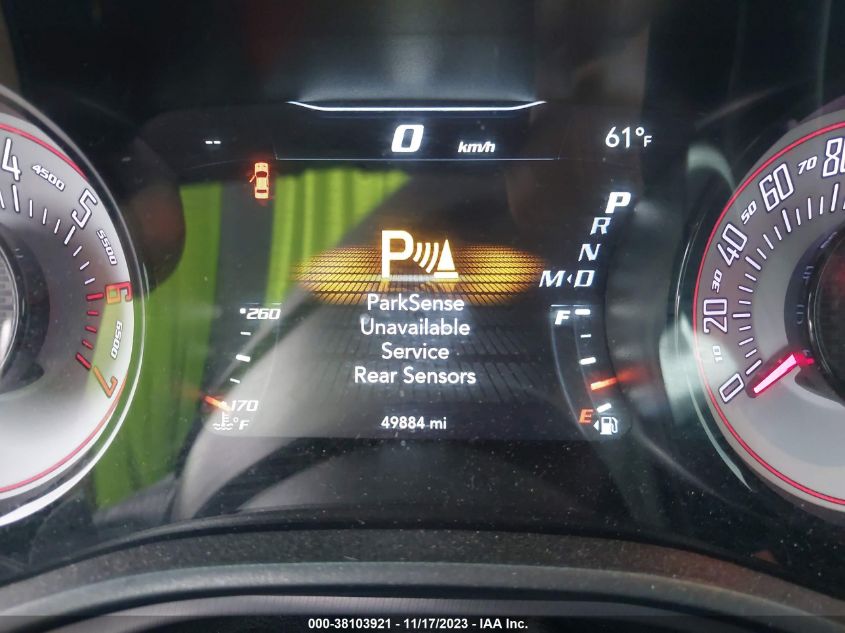 4
4500
5
5500
6
6500
7
--
0 km/h
61°F
P
R
N
M◂D
P
ParkSense
Unavailable
Service
Rear Sensors
49884 mi
260
170
°F
F
E
0
10
20
30
40
50
60
70
80
000-38103921 - 11/17/2023 - IAA Inc.